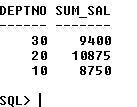 DEPTNO SUM_SAL
------ -------
    30    9400
    20   10875
    10    8750
SQL>